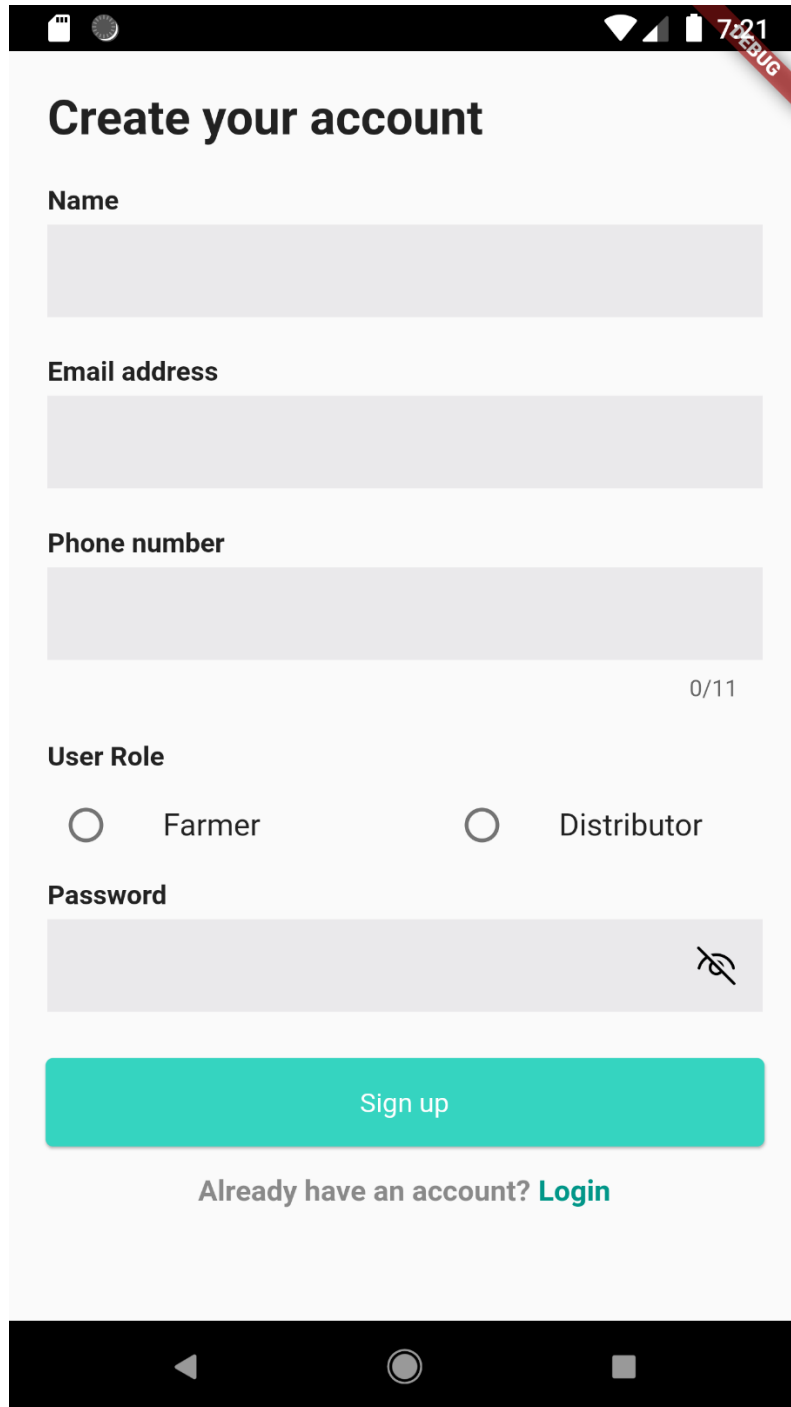 7:21
DEBUG
Create your account
Name
Email address
Phone number
0/11
User Role
Farmer Distributor
Password
Sign up
Already have an account? Login